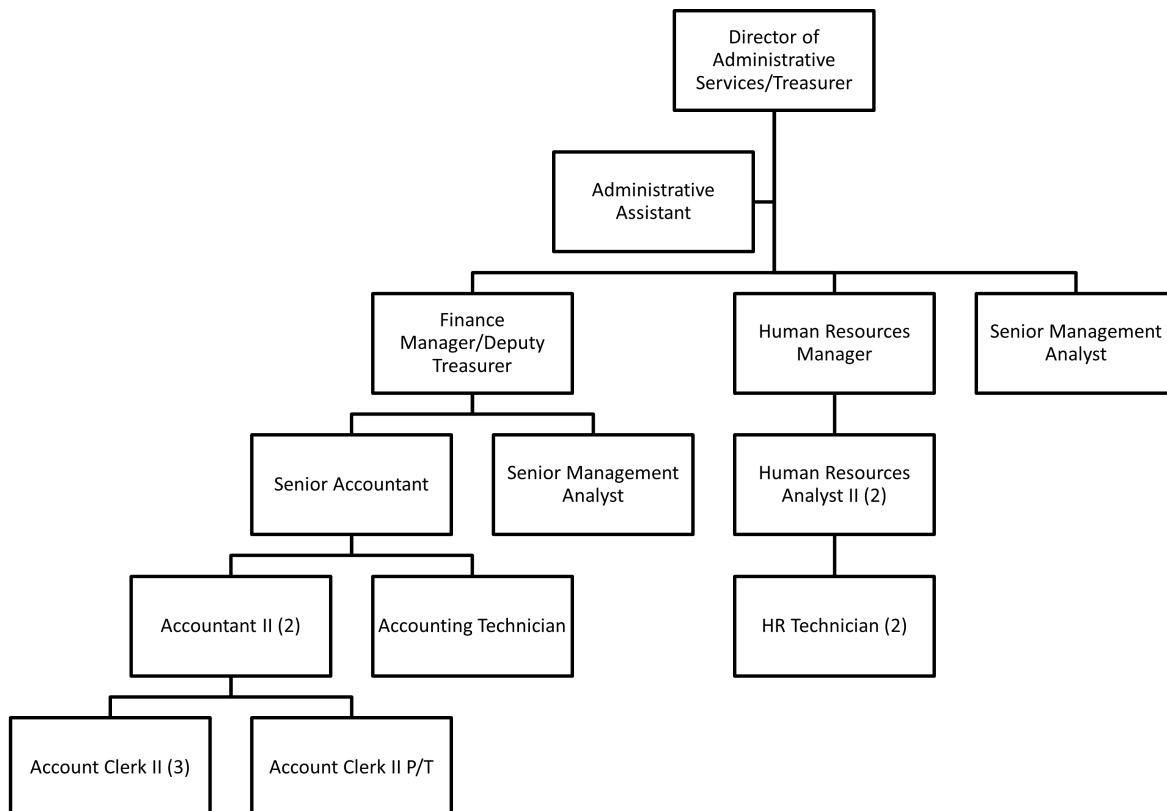 Director of
Administrative
Services/Treasurer
Administrative
Assistant
Finance
Manager/Deputy
Treasurer
Human Resources
Manager
Senior Management
Analyst
Senior Accountant
Senior Management
Analyst
Human Resources
Analyst II (2)
Accountant II (2)
Accounting Technician
HR Technician (2)
Account Clerk II (3)
Account Clerk II P/T